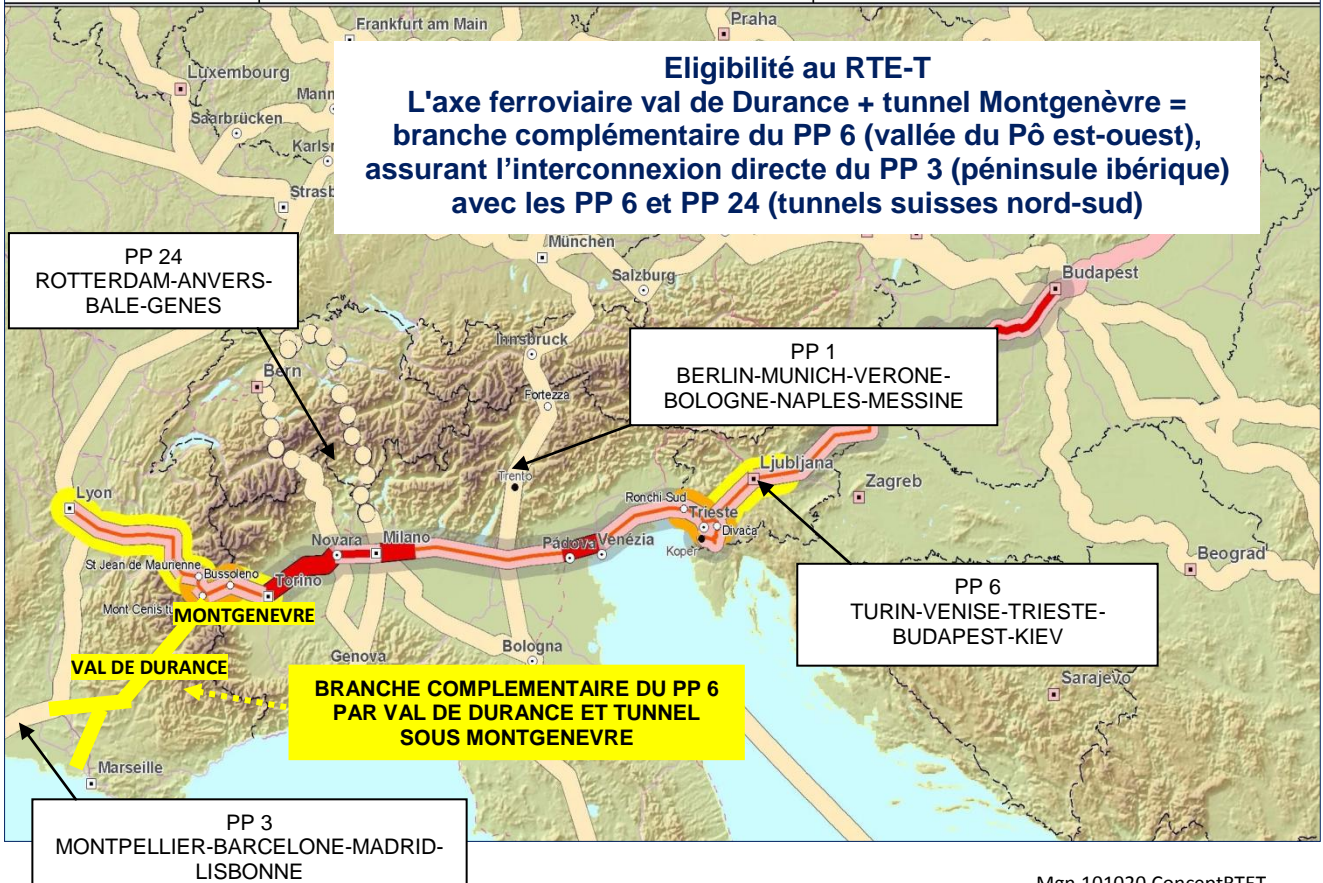 Frankfurt am Main
Praha
Eligibilité au RTE-T
L'axe ferroviaire val de Durance + tunnel Montgenèvre =
branche complémentaire du PP 6 (vallée du Pô est-ouest),
assurant l'interconnexion directe du PP 3 (péninsule ibérique)
avec les PP 6 et PP 24 (tunnels suisses nord-sud)
Luxembourg
Mann
Saarbrücken
Karlsr
Strasb
München
Salzburg
Budapest
PP 24
ROTTERDAM-ANVERS-
BALE-GENES
Innsbruck
Bern
Fortezza
PP 1
BERLIN-MUNICH-VERONE-
BOLOGNE-NAPLES-MESSINE
Trento
Ljubljana
Zagreb
Lyon
Ronchi Sud
Trieste
Divača
Koper
Novara
Milano
Pádova
Venézia
Beograd
St Jean de Maurienne
Bussoleno
Torino
Mont Cenis tu
MONTGENEVRE
PP 6
TURIN-VENISE-TRIESTE-
BUDAPEST-KIEV
Genova
Bologna
VAL DE DURANCE
BRANCHE COMPLEMENTAIRE DU PP 6
PAR VAL DE DURANCE ET TUNNEL
SOUS MONTGENEVRE
Sarajevo
Marseille
PP 3
MONTPELLIER-BARCELONE-MADRID-
LISBONNE